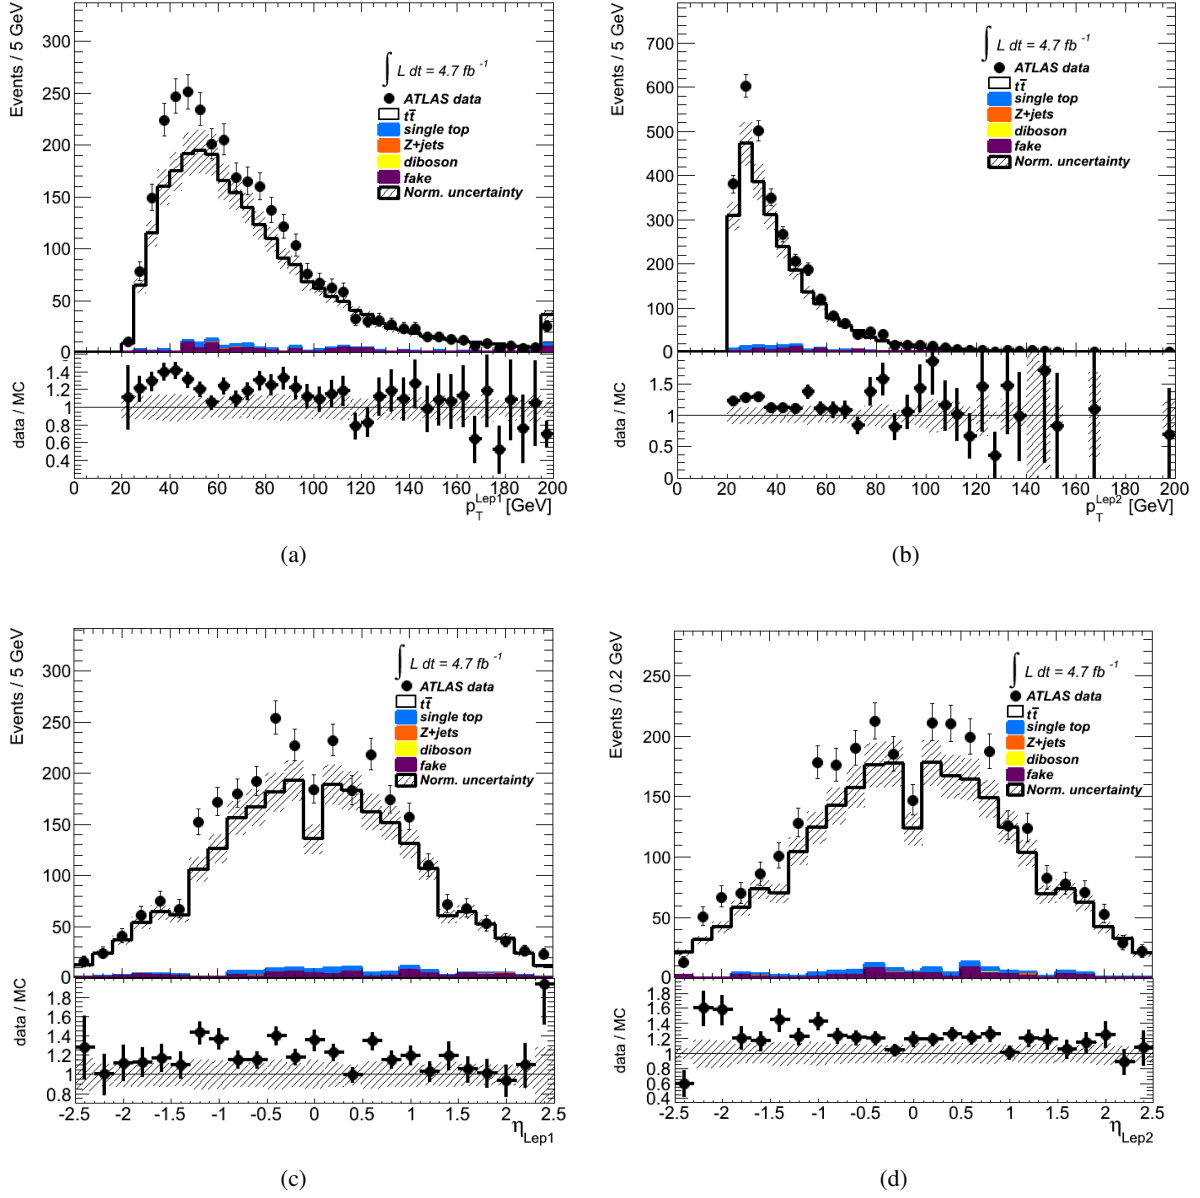 Events / 5 GeV
300
250
200
150
100
50
0
∫ L dt = 4.7 fb⁻¹
ATLAS data
tt̅
single top
Z+jets
diboson
fake
Norm. uncertainty
data / MC
1.4
1.2
1
0.8
0.6
0.4
0 20 40 60 80 100 120 140 160 180 200
p_T^Lep1 [GeV]
(a)
Events / 5 GeV
700
600
500
400
300
200
100
0
∫ L dt = 4.7 fb⁻¹
ATLAS data
tt̅
single top
Z+jets
diboson
fake
Norm. uncertainty
data / MC
1.5
1
0.5
0
0 20 40 60 80 100 120 140 160 180 200
p_T^Lep2 [GeV]
(b)
Events / 5 GeV
300
250
200
150
100
50
0
∫ L dt = 4.7 fb⁻¹
ATLAS data
tt̅
single top
Z+jets
diboson
fake
Norm. uncertainty
data / MC
1.8
1.6
1.4
1.2
1
0.8
-2.5 -2 -1.5 -1 -0.5 0 0.5 1 1.5 2 2.5
η_Lep1
(c)
Events / 0.2 GeV
250
200
150
100
50
0
∫ L dt = 4.7 fb⁻¹
ATLAS data
tt̅
single top
Z+jets
diboson
fake
Norm. uncertainty
data / MC
1.8
1.6
1.4
1.2
1
0.8
0.6
0.4
-2.5 -2 -1.5 -1 -0.5 0 0.5 1 1.5 2 2.5
η_Lep2
(d)